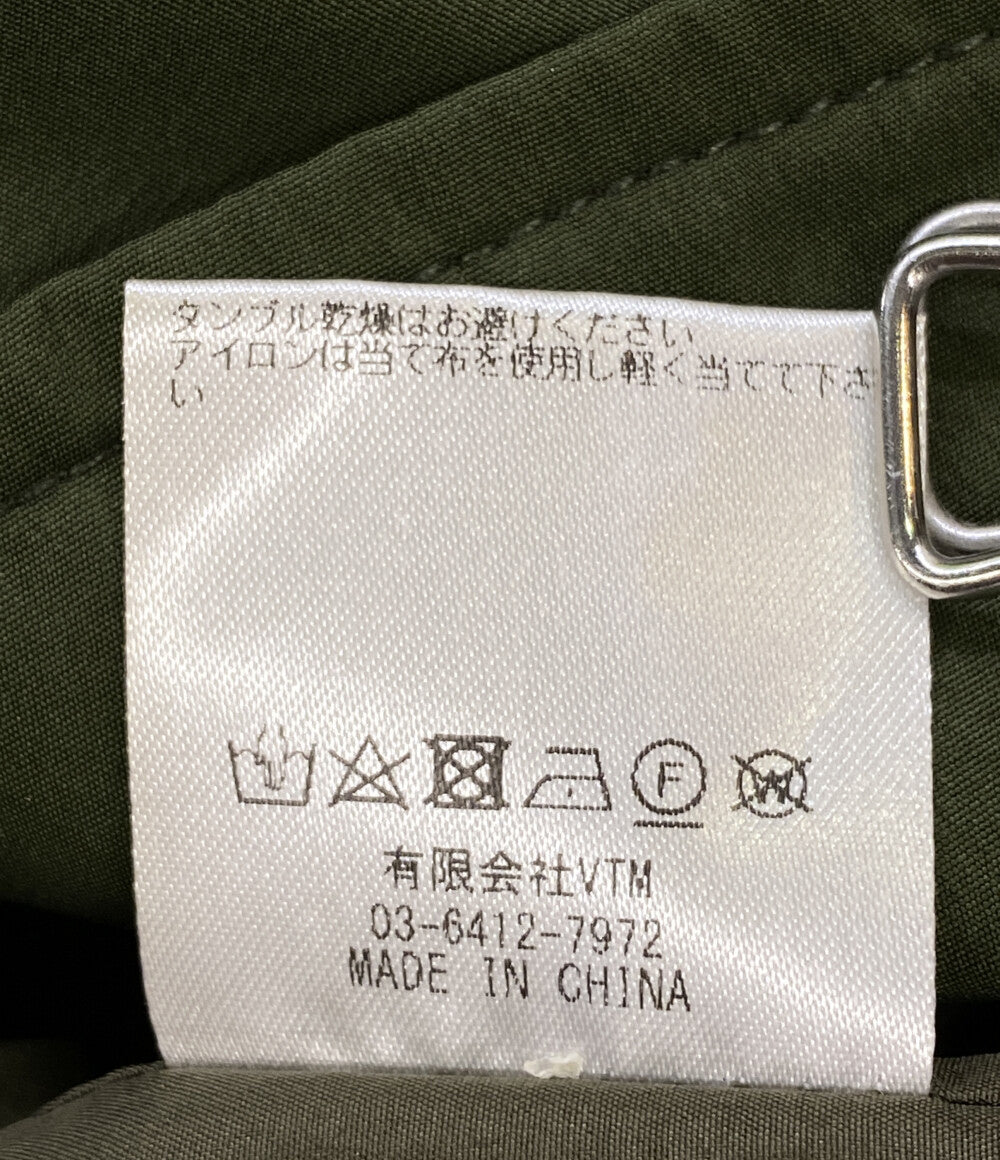 タンブル乾燥はお避けください
アイロンは当て布を使用し軽く当てて下さ
い
F
W
有限会社VTM
03-6412-7972
MADE IN CHINA